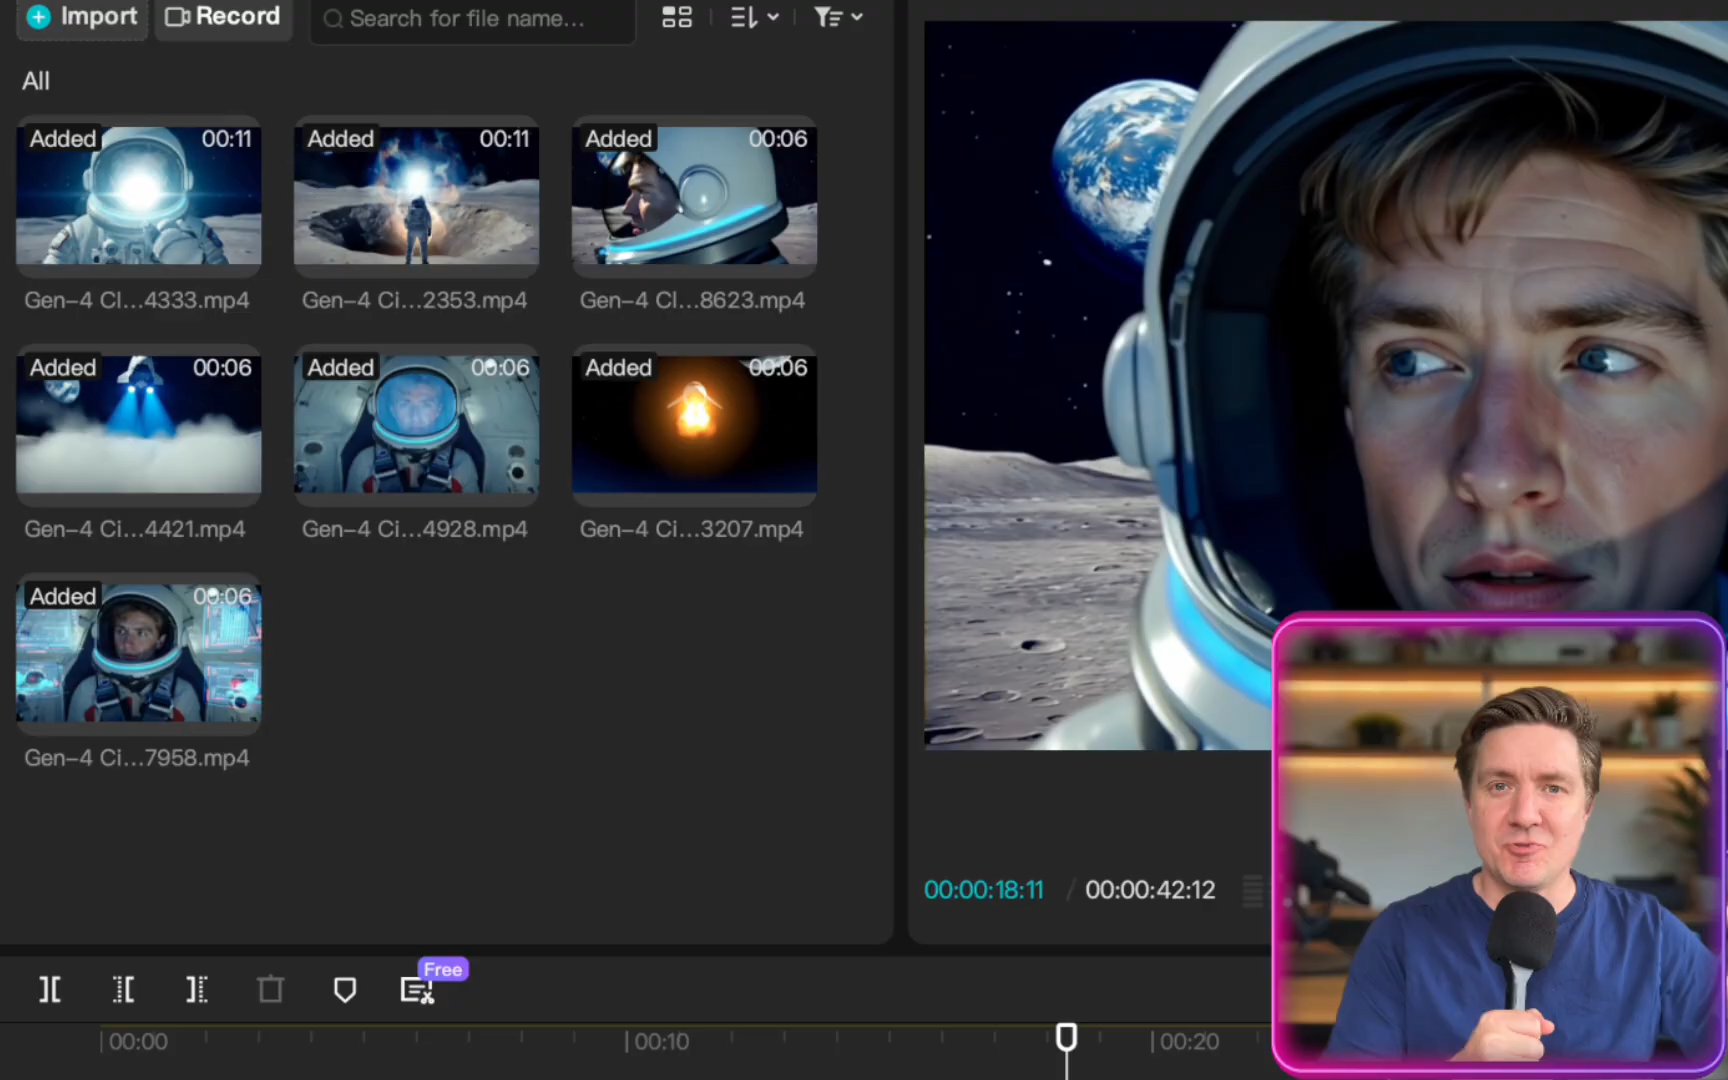 Import Record Search for file name...
All
Added 00:11 Added 00:11 Added 00:06
Gen-4 Cl...4333.mp4 Gen-4 Ci...2353.mp4 Gen-4 Cl...8623.mp4
Added 00:06 Added 00:06 Added 00:06
Gen-4 Ci...4421.mp4 Gen-4 Ci...4928.mp4 Gen-4 Ci...3207.mp4
Added 00:06
Gen-4 Ci...7958.mp4
00:00:18:11 / 00:00:42:12
Free
00:00 00:10 00:20